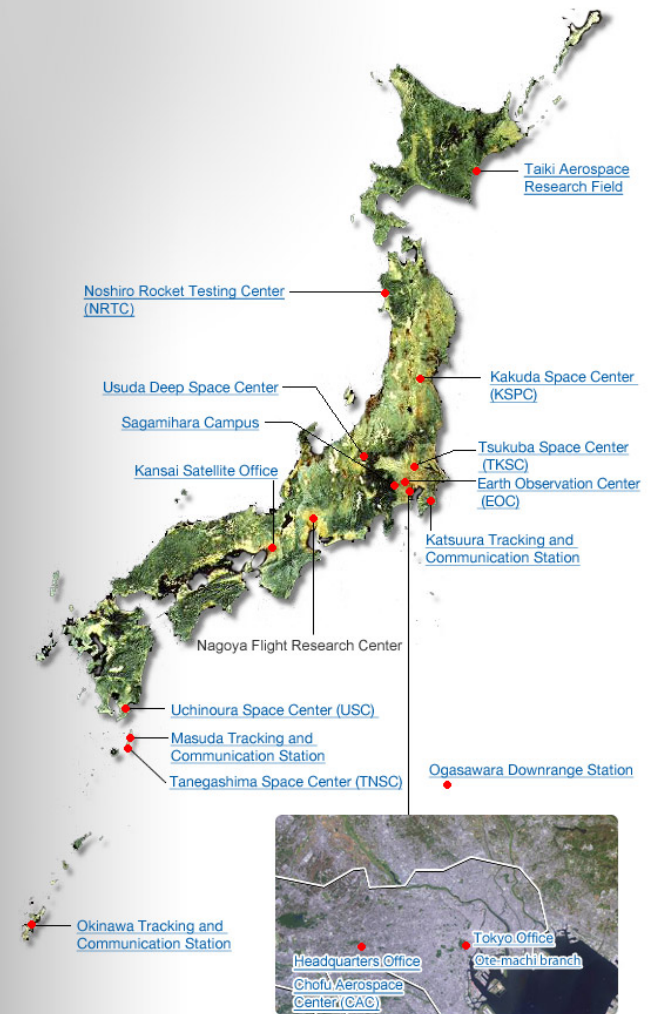 Taiki Aerospace
Research Field
Noshiro Rocket Testing Center
(NRTC)
Usuda Deep Space Center
Kakuda Space Center
(KSPC)
Sagamihara Campus
Tsukuba Space Center
(TKSC)
Kansai Satellite Office
Earth Observation Center
(EOC)
Katsuura Tracking and
Communication Station
Nagoya Flight Research Center
Uchinoura Space Center (USC)
Masuda Tracking and
Communication Station
Tanegashima Space Center (TNSC)
Ogasawara Downrange Station
Okinawa Tracking and
Communication Station
Tokyo Office
Ote-machi branch
Headquarters Office
Chofu Aerospace
Center (CAC)